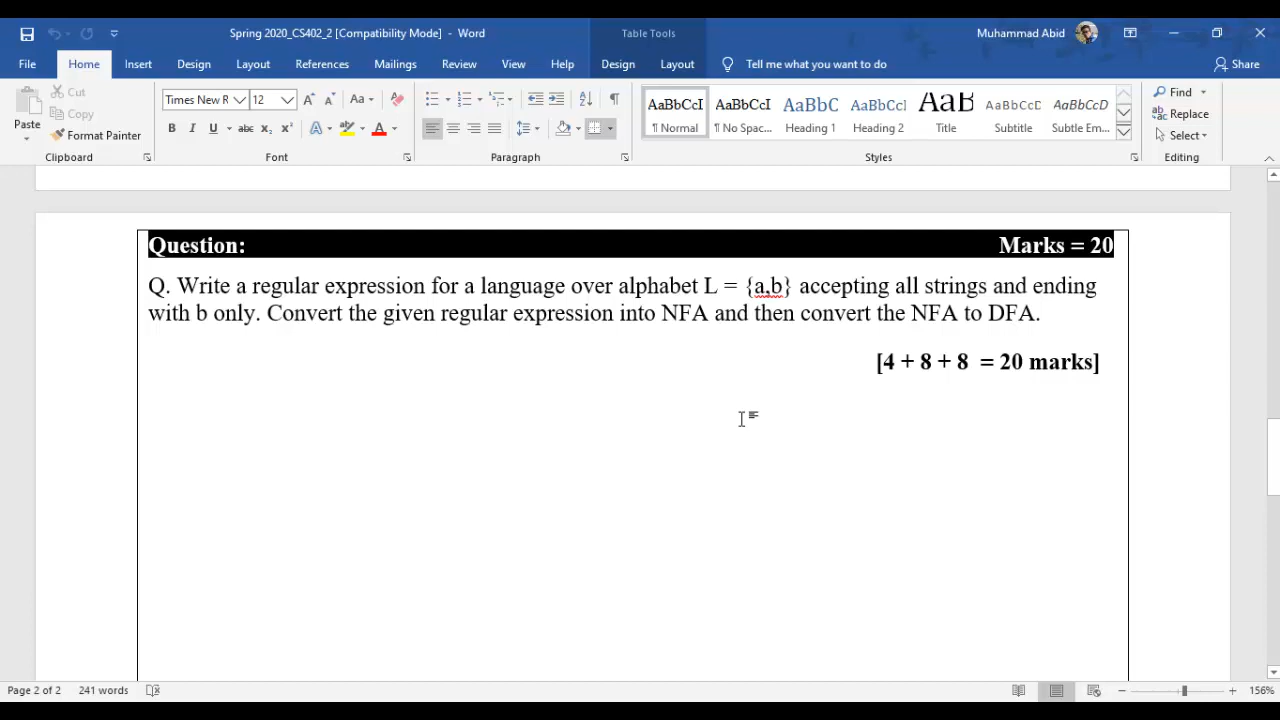 Spring 2020_CS402_2 [Compatibility Mode] - Word
Table Tools
Muhammad Abid
File Home Insert Design Layout References Mailings Review View Help Design Layout Tell me what you want to do Share
Paste
Cut
Copy
Format Painter
Clipboard
Times New R 12 Aa
B I U abc x₂ x² A A
Font
Paragraph
AaBbCcI AaBbCcI AaBbC AaBbCcI AaB AaBbCcD AaBbCcD
¶ Normal ¶ No Spac... Heading 1 Heading 2 Title Subtitle Subtle Em...
Styles
Find
Replace
Select
Editing
Question: Marks = 20
Q. Write a regular expression for a language over alphabet L = {a,b} accepting all strings and ending
with b only. Convert the given regular expression into NFA and then convert the NFA to DFA.
[4 + 8 + 8 = 20 marks]
Page 2 of 2 241 words 156%